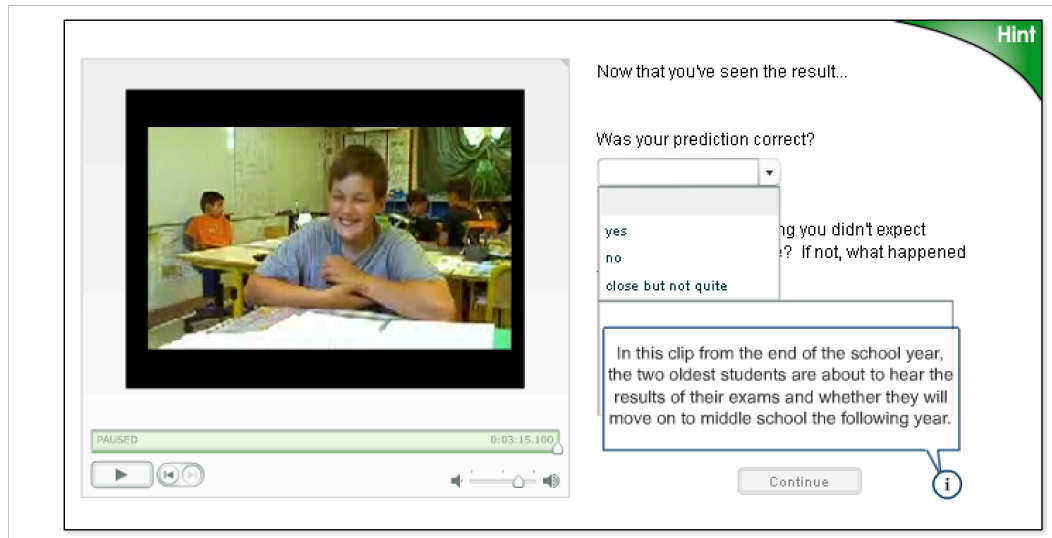 Hint
Now that you've seen the result...
Was your prediction correct?
yes
no
close but not quite
you didn't expect
? If not, what happened
In this clip from the end of the school year,
the two oldest students are about to hear the
results of their exams and whether they will
move on to middle school the following year.
PAUSED
0:03:15.100
i
Continue